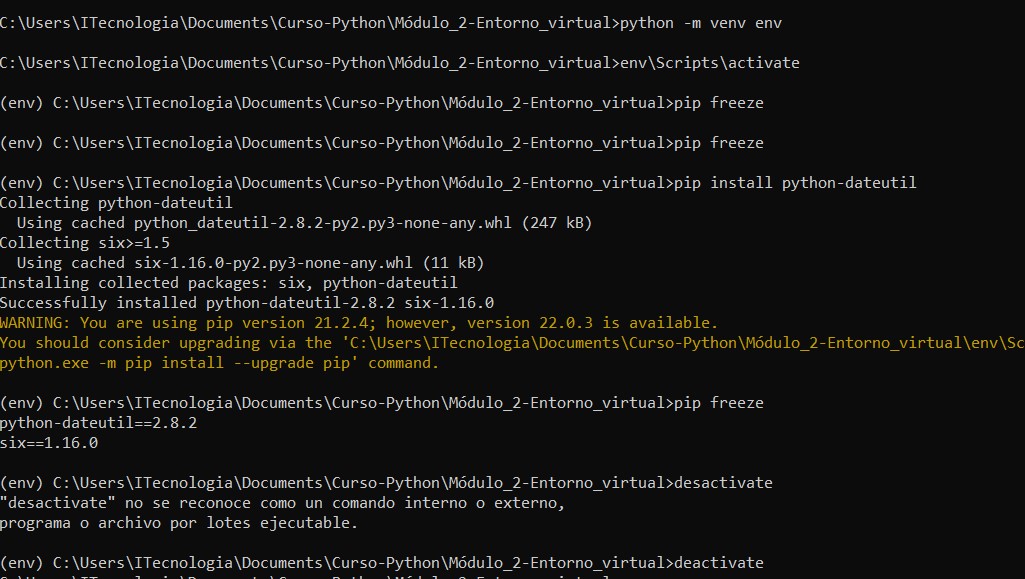 C:\Users\ITecnologia\Documents\Curso-Python\Módulo_2-Entorno_virtual>python -m venv env
C:\Users\ITecnologia\Documents\Curso-Python\Módulo_2-Entorno_virtual>env\Scripts\activate
(env) C:\Users\ITecnologia\Documents\Curso-Python\Módulo_2-Entorno_virtual>pip freeze
(env) C:\Users\ITecnologia\Documents\Curso-Python\Módulo_2-Entorno_virtual>pip freeze
(env) C:\Users\ITecnologia\Documents\Curso-Python\Módulo_2-Entorno_virtual>pip install python-dateutil
Collecting python-dateutil
  Using cached python_dateutil-2.8.2-py2.py3-none-any.whl (247 kB)
Collecting six>=1.5
  Using cached six-1.16.0-py2.py3-none-any.whl (11 kB)
Installing collected packages: six, python-dateutil
Successfully installed python-dateutil-2.8.2 six-1.16.0
WARNING: You are using pip version 21.2.4; however, version 22.0.3 is available.
You should consider upgrading via the 'C:\Users\ITecnologia\Documents\Curso-Python\Módulo_2-Entorno_virtual\env\Sc
python.exe -m pip install --upgrade pip' command.
(env) C:\Users\ITecnologia\Documents\Curso-Python\Módulo_2-Entorno_virtual>pip freeze
python-dateutil==2.8.2
six==1.16.0
(env) C:\Users\ITecnologia\Documents\Curso-Python\Módulo_2-Entorno_virtual>desactivate
"desactivate" no se reconoce como un comando interno o externo,
programa o archivo por lotes ejecutable.
(env) C:\Users\ITecnologia\Documents\Curso-Python\Módulo_2-Entorno_virtual>deactivate